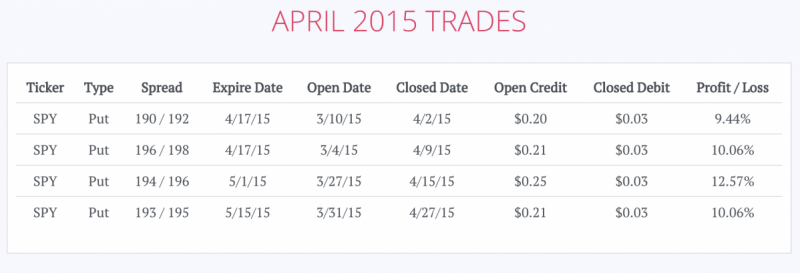 APRIL 2015 TRADES
Ticker Type Spread Expire Date Open Date Closed Date Open Credit Closed Debit Profit / Loss
SPY Put 190 / 192 4/17/15 3/10/15 4/2/15 $0.20 $0.03 9.44%
SPY Put 196 / 198 4/17/15 3/4/15 4/9/15 $0.21 $0.03 10.06%
SPY Put 194 / 196 5/1/15 3/27/15 4/15/15 $0.25 $0.03 12.57%
SPY Put 193 / 195 5/15/15 3/31/15 4/27/15 $0.21 $0.03 10.06%